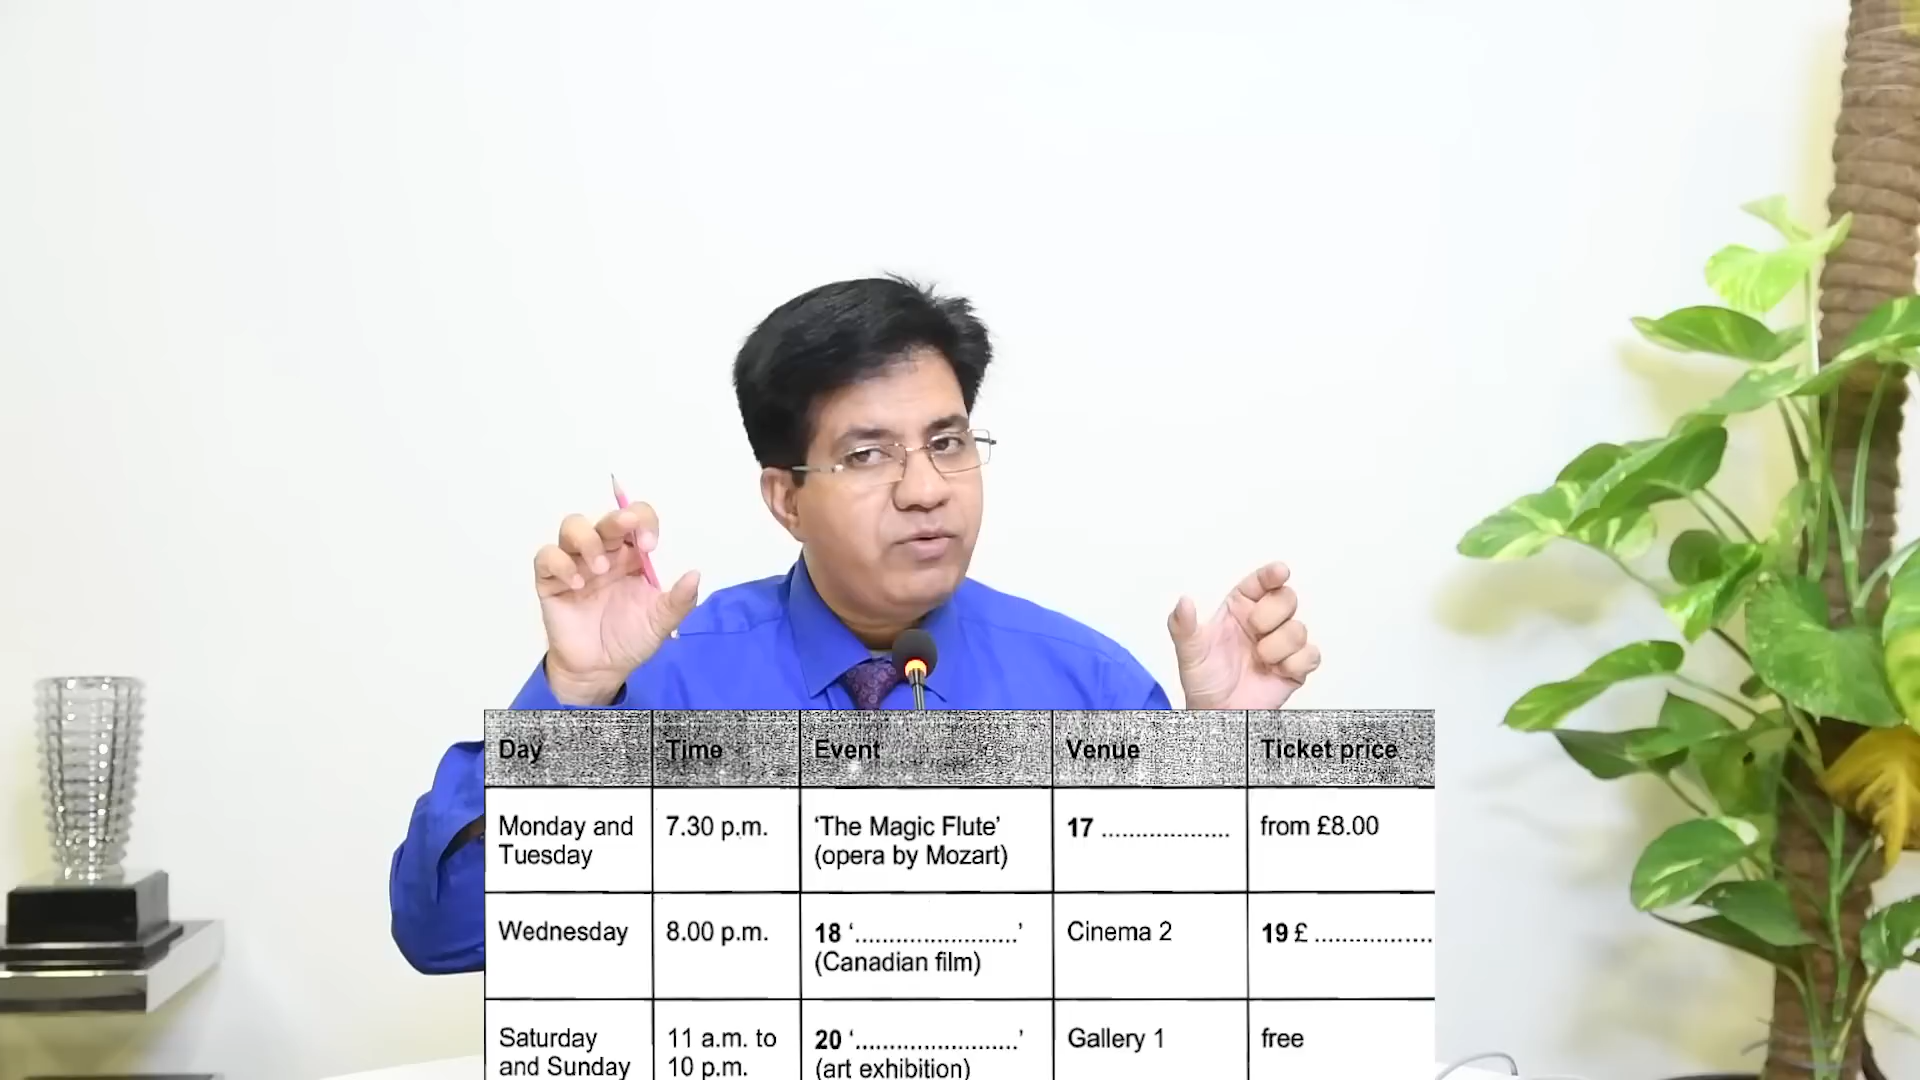 Day Time Event Venue Ticket price
Monday and 7.30 p.m. ‘The Magic Flute’ 17 ................... from £8.00
Tuesday (opera by Mozart)
Wednesday 8.00 p.m. 18 ‘........................’ Cinema 2 19 £ ..................
(Canadian film)
Saturday 11 a.m. to 20 ‘........................’ Gallery 1 free
and Sunday 10 p.m. (art exhibition)